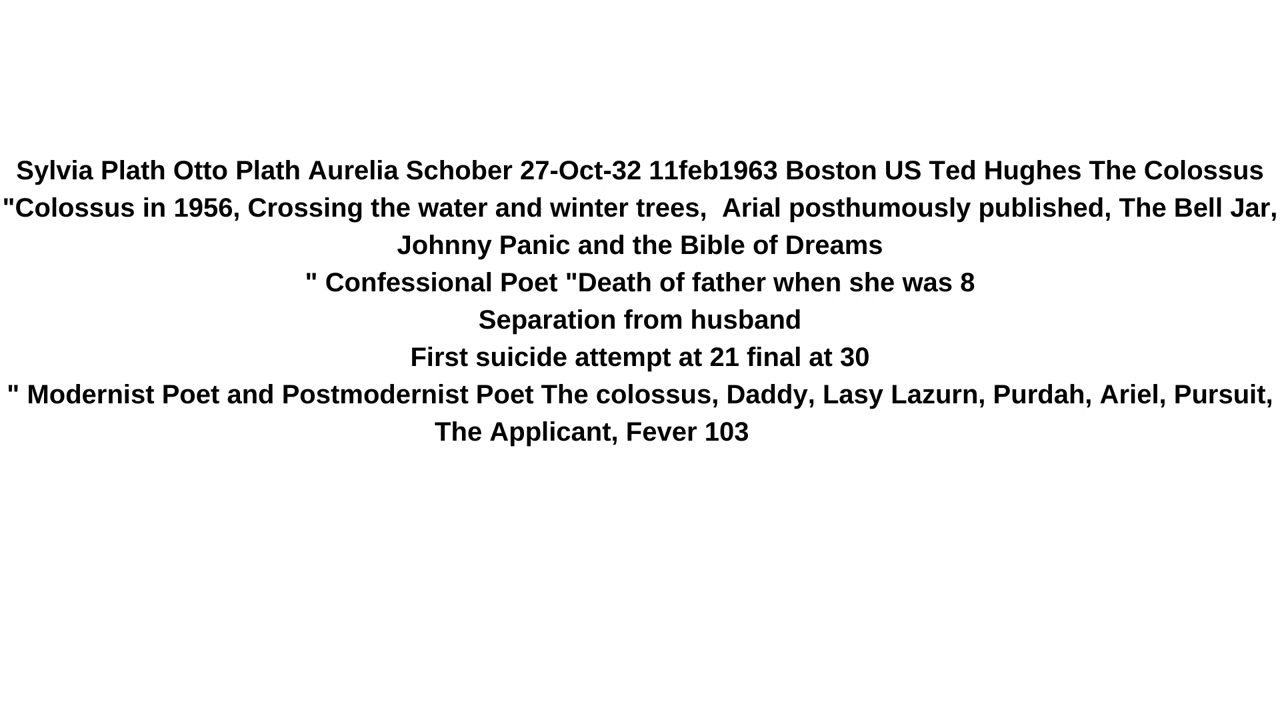 Sylvia Plath Otto Plath Aurelia Schober 27-Oct-32 11feb1963 Boston US Ted Hughes The Colossus
"Colossus in 1956, Crossing the water and winter trees,  Arial posthumously published, The Bell Jar,
Johnny Panic and the Bible of Dreams
" Confessional Poet "Death of father when she was 8
Separation from husband
First suicide attempt at 21 final at 30
" Modernist Poet and Postmodernist Poet The colossus, Daddy, Lasy Lazurn, Purdah, Ariel, Pursuit,
The Applicant, Fever 103